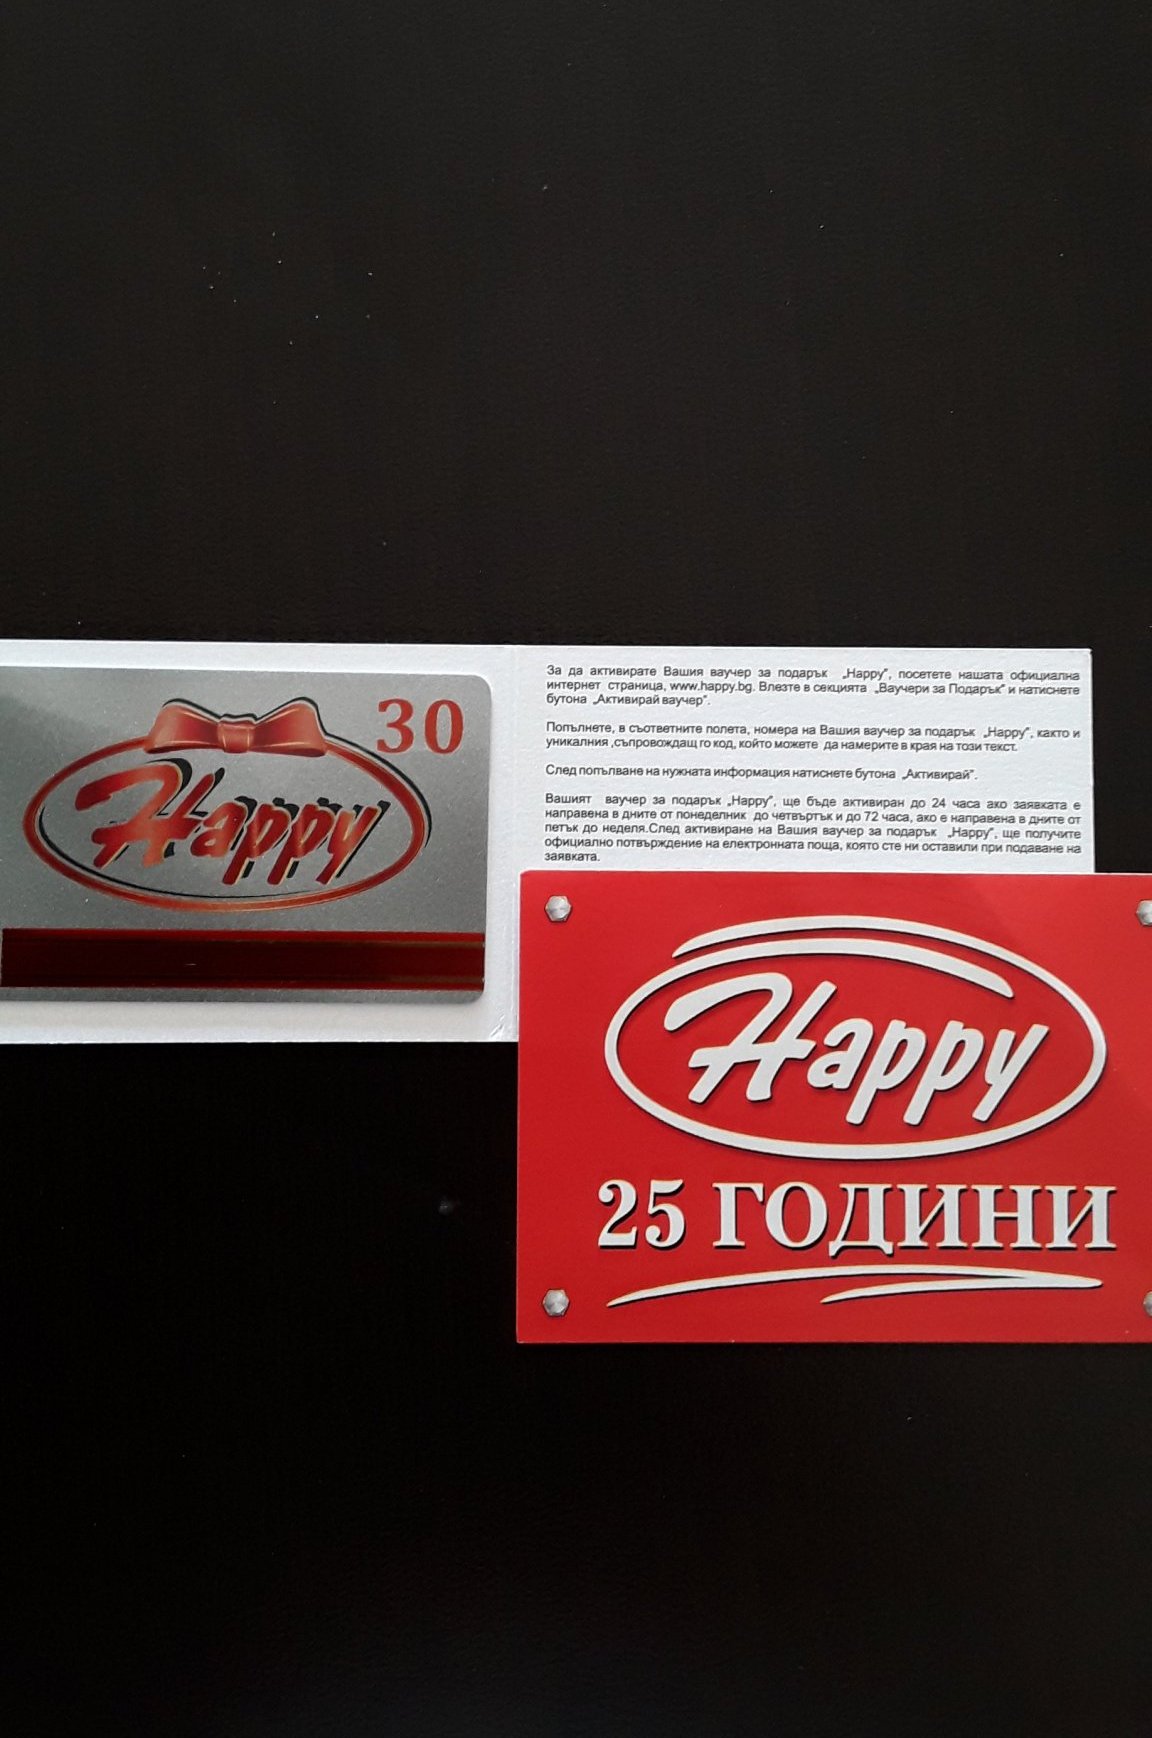 30
Happy
За да активирате Вашия ваучер за подарък „Happy", посетете нашата официална
интернет страница, www.happy.bg. Влезте в секцията „Ваучери за Подарък" и натиснете
бутона „Активирай ваучер".
Попълнете, в съответните полета, номера на Вашия ваучер за подарък „Happy", както и
уникалния ,съпровождащ го код, който можете да намерите в края на този текст.
След попълване на нужната информация натиснете бутона „Активирай".
Вашият ваучер за подарък „Happy", ще бъде активиран до 24 часа ако заявката е
направена в дните от понеделник до четвъртък и до 72 часа, ако е направена в дните от
петък до неделя.След активиране на Вашия ваучер за подарък „Happy", ще получите
официално потвърждение на електронната поща, която сте ни оставили при подаване на
заявката.
Happy
25 ГОДИНИ